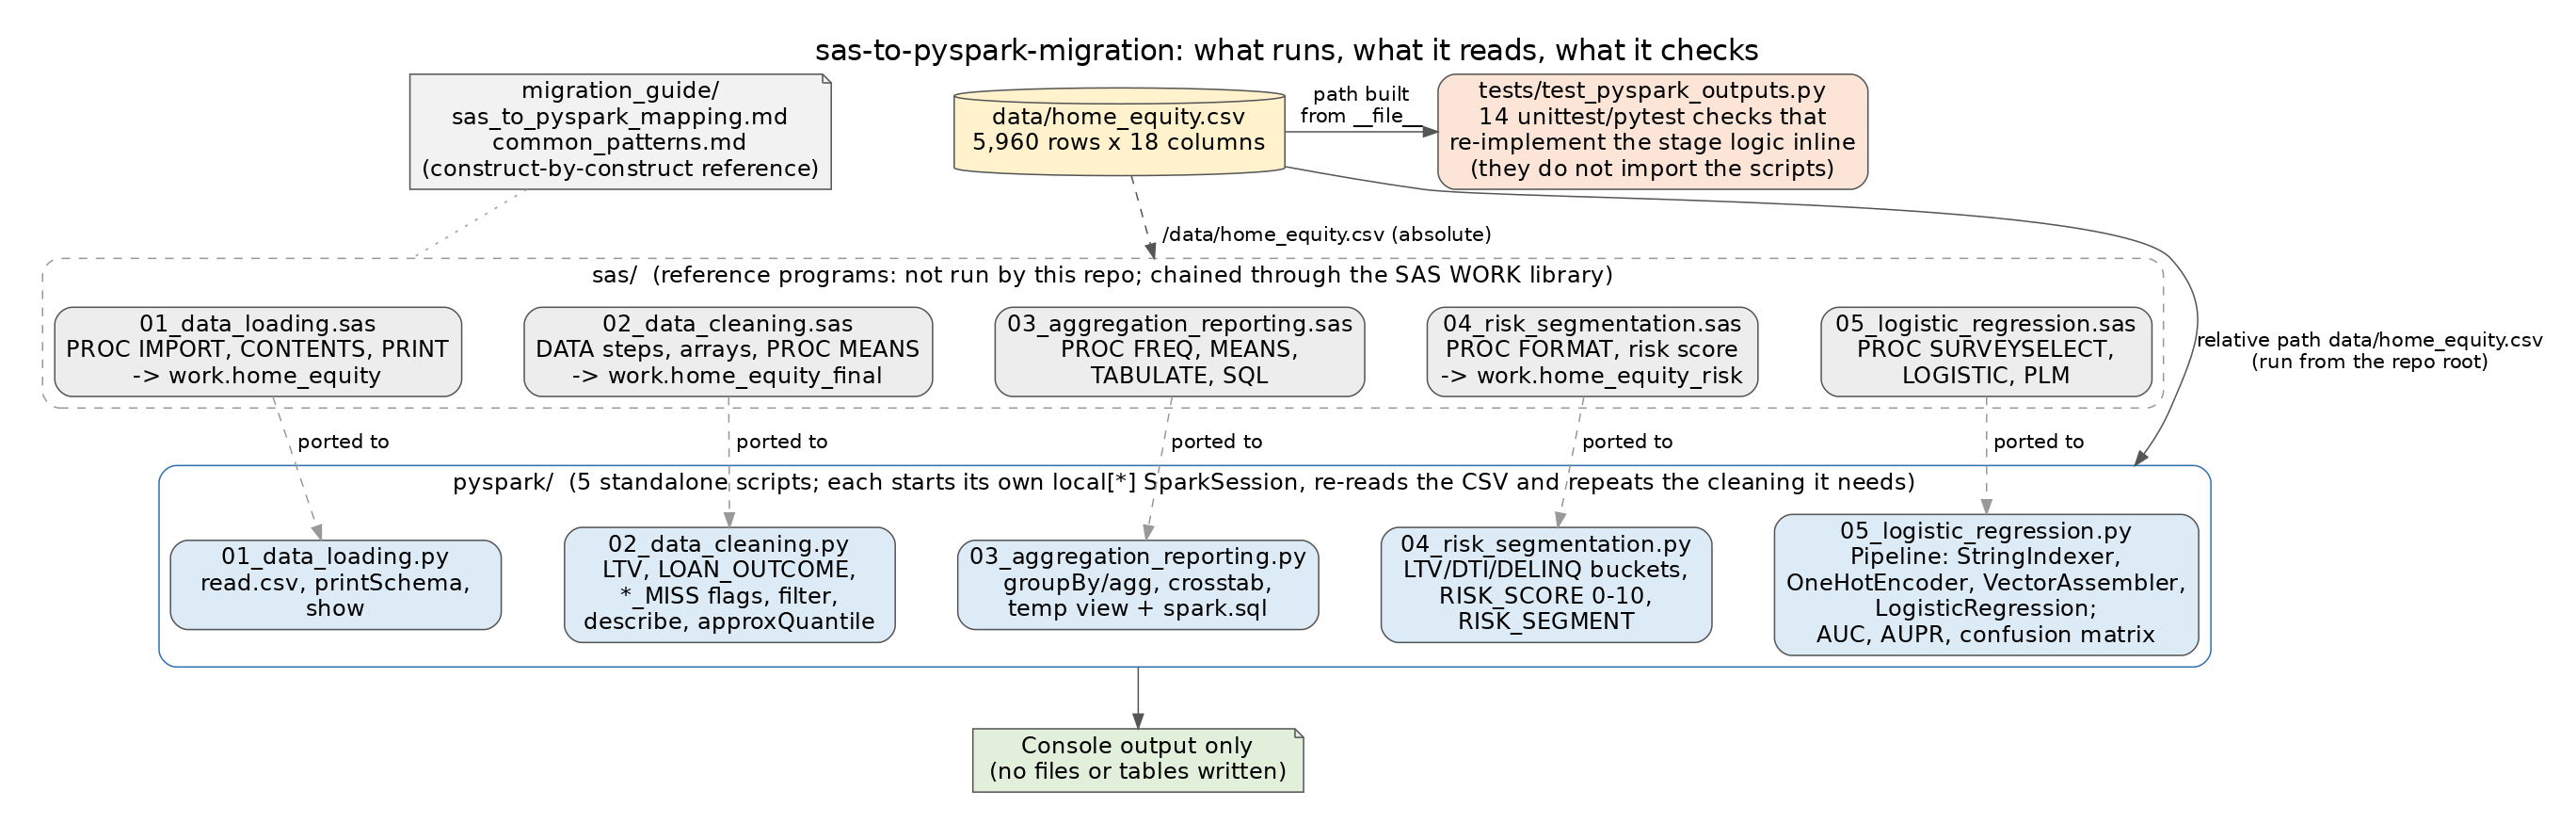 sas-to-pyspark-migration: what runs, what it reads, what it checks
migration_guide/
sas_to_pyspark_mapping.md
common_patterns.md
(construct-by-construct reference)
data/home_equity.csv
5,960 rows x 18 columns
path built
from __file__
tests/test_pyspark_outputs.py
14 unittest/pytest checks that
re-implement the stage logic inline
(they do not import the scripts)
/data/home_equity.csv (absolute)
sas/  (reference programs: not run by this repo; chained through the SAS WORK library)
01_data_loading.sas
PROC IMPORT, CONTENTS, PRINT
-> work.home_equity
02_data_cleaning.sas
DATA steps, arrays, PROC MEANS
-> work.home_equity_final
03_aggregation_reporting.sas
PROC FREQ, MEANS,
TABULATE, SQL
04_risk_segmentation.sas
PROC FORMAT, risk score
-> work.home_equity_risk
05_logistic_regression.sas
PROC SURVEYSELECT,
LOGISTIC, PLM
relative path data/home_equity.csv
(run from the repo root)
ported to
ported to
ported to
ported to
ported to
pyspark/  (5 standalone scripts; each starts its own local[*] SparkSession, re-reads the CSV and repeats the cleaning it needs)
01_data_loading.py
read.csv, printSchema,
show
02_data_cleaning.py
LTV, LOAN_OUTCOME,
*_MISS flags, filter,
describe, approxQuantile
03_aggregation_reporting.py
groupBy/agg, crosstab,
temp view + spark.sql
04_risk_segmentation.py
LTV/DTI/DELINQ buckets,
RISK_SCORE 0-10,
RISK_SEGMENT
05_logistic_regression.py
Pipeline: StringIndexer,
OneHotEncoder, VectorAssembler,
LogisticRegression;
AUC, AUPR, confusion matrix
Console output only
(no files or tables written)